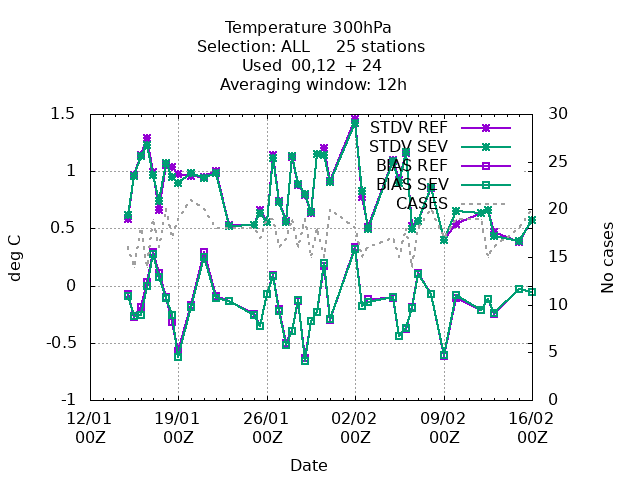 Temperature 300hPa
Selection: ALL 25 stations
Used 00,12 + 24
Averaging window: 12h
1.5
1
0.5
0
-0.5
-1
30
25
20
15
10
5
0
STDV REF
STDV SEV
BIAS REF
BIAS SEV
CASES
deg C
No cases
12/01 19/01 26/01 02/02 09/02 16/02
00Z 00Z 00Z 00Z 00Z 00Z
Date